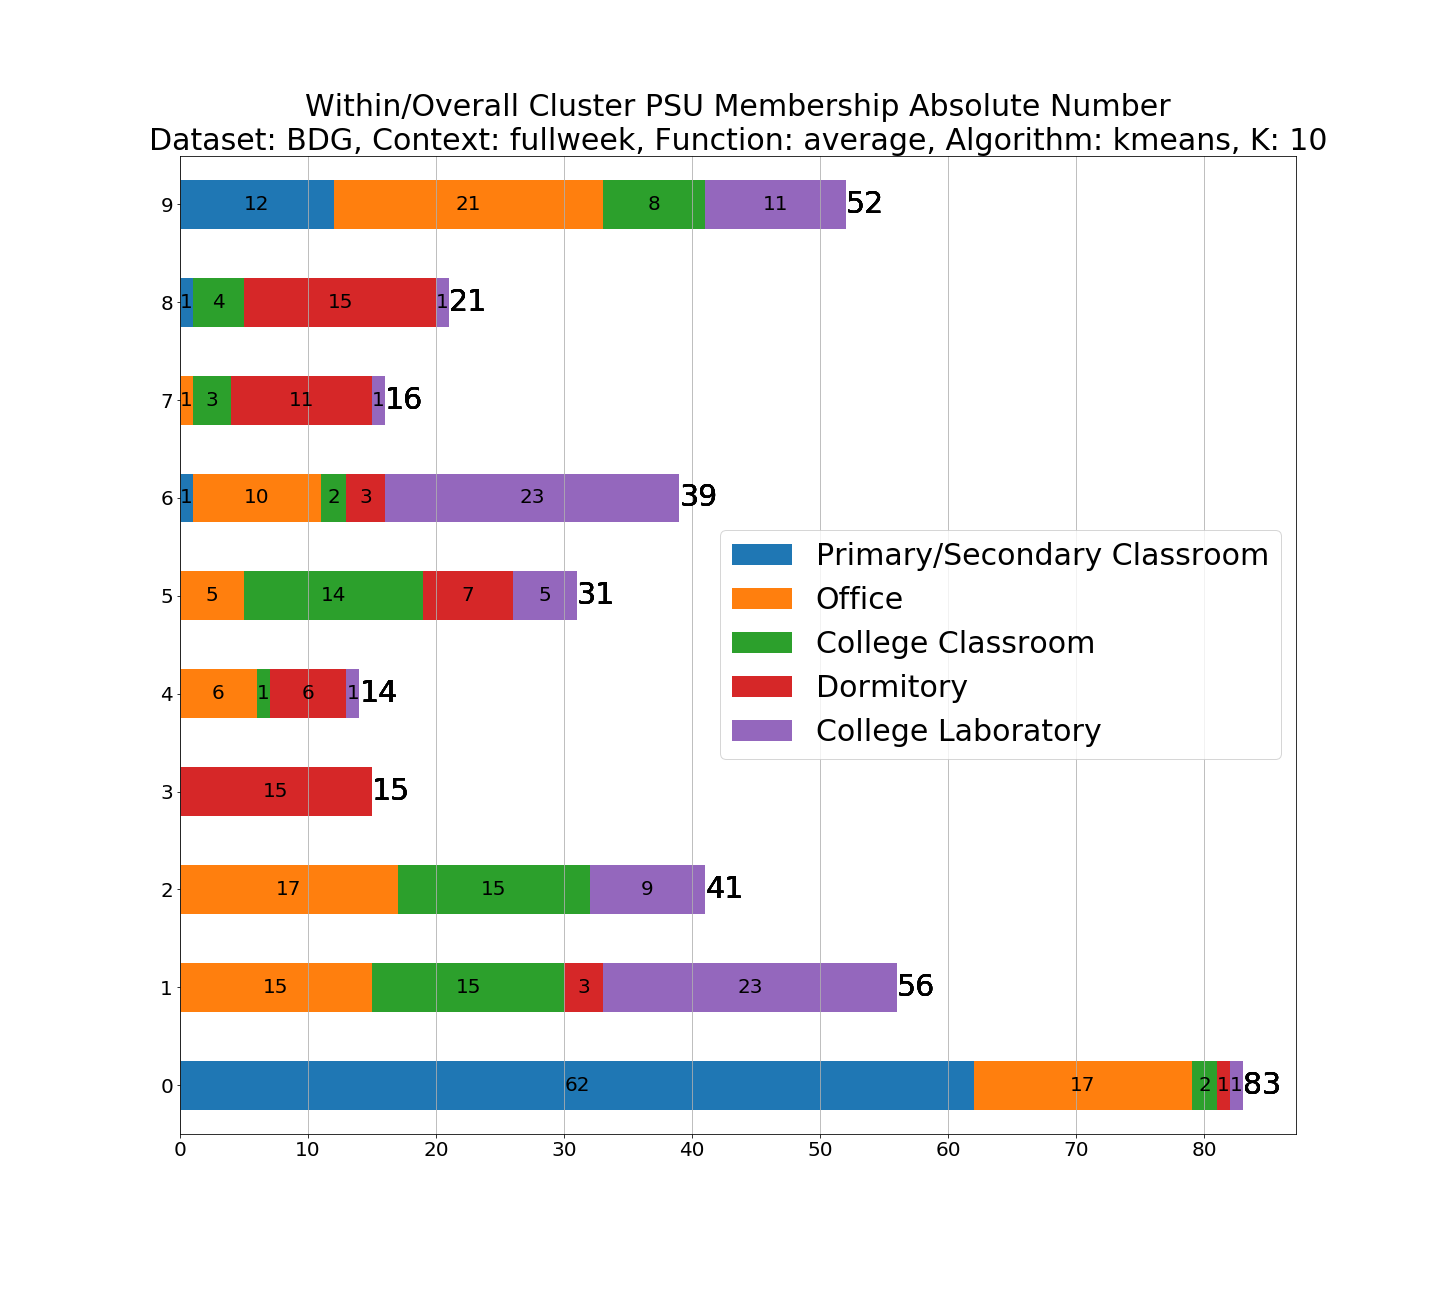 Within/Overall Cluster PSU Membership Absolute Number
Dataset: BDG, Context: fullweek, Function: average, Algorithm: kmeans, K: 10
9 12 21 8 11 52
8 1 4 15 1 21
7 1 3 11 1 16
6 1 10 2 3 23 39
Primary/Secondary Classroom
5 5 14 7 5 31
Office
College Classroom
4 6 1 6 1 14
Dormitory
College Laboratory
3 15 15
2 17 15 9 41
1 15 15 3 23 56
0 62 17 2 1 1 83
0 10 20 30 40 50 60 70 80